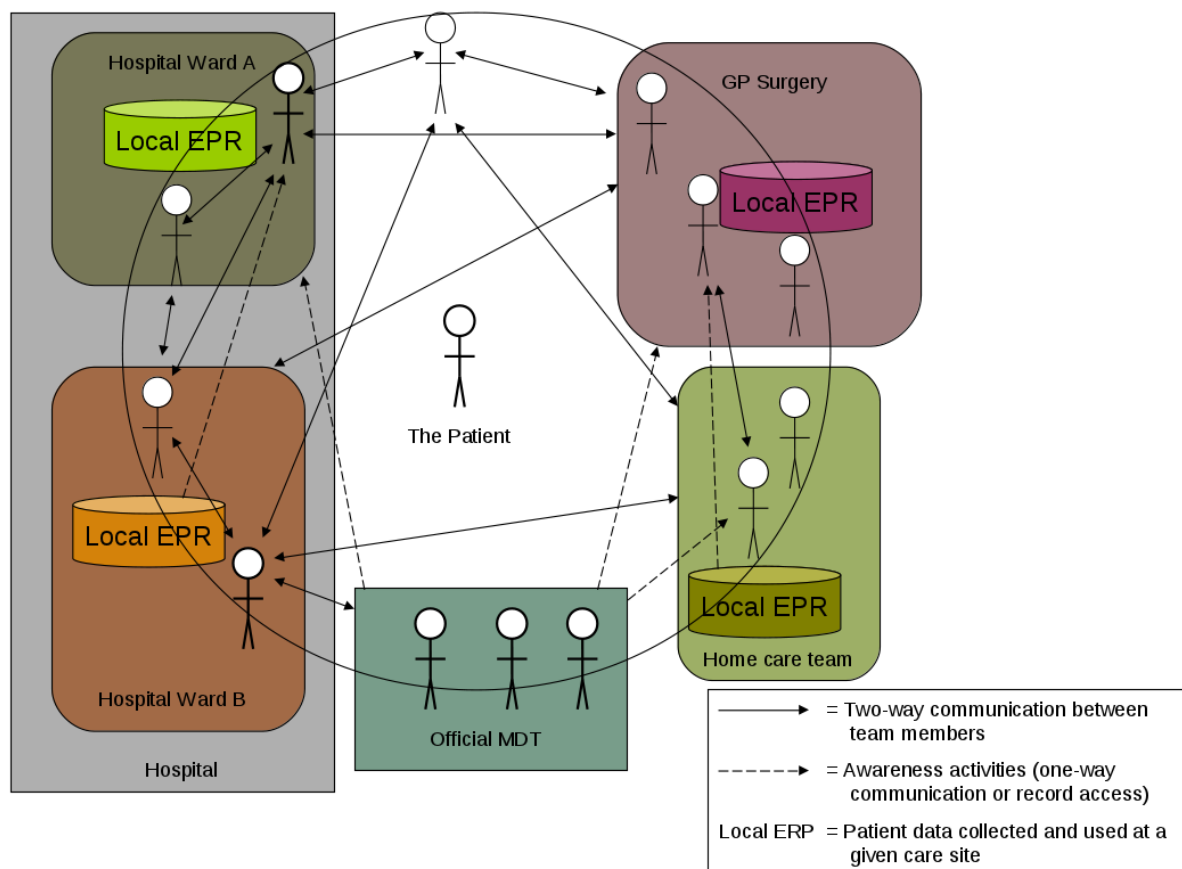 Hospital Ward A
Local EPR
GP Surgery
Local EPR
The Patient
Local EPR
Hospital Ward B
Hospital
Official MDT
Local EPR
Home care team
= Two-way communication between
team members
= Awareness activities (one-way
communication or record access)
Local ERP = Patient data collected and used at a
given care site